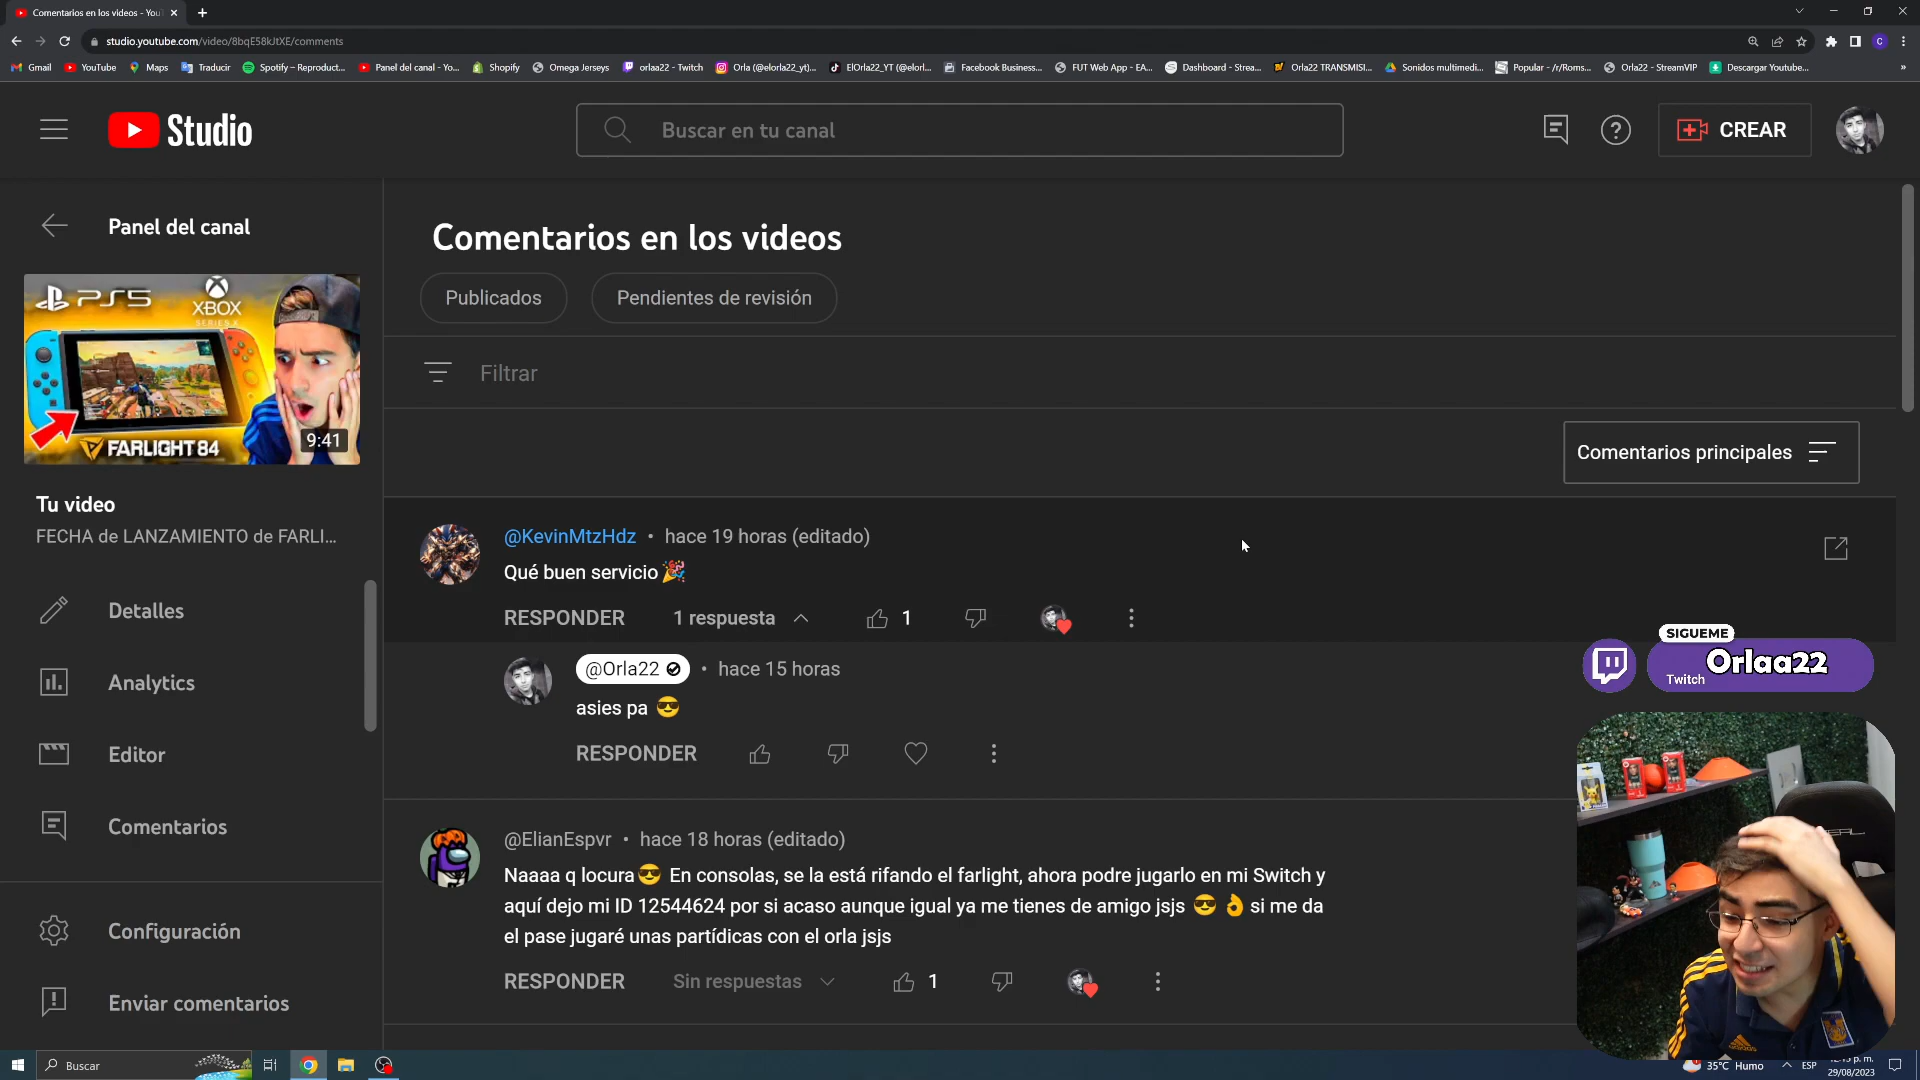 Comentarios en los videos - You
studio.youtube.com/video/8bqE58kJtXE/comments
Gmail YouTube Maps Traducir Spotify – Reproduct... Panel del canal - Yo... Shopify Omega Jerseys orlaa22 - Twitch Orla (@elorla22_yt)... ElOrla22_YT (@elorl... Facebook Business... FUT Web App - EA... Dashboard - Strea... Orla22 TRANSMISI... Sonidos multimedi... Popular - /r/Roms... Orla22 - StreamVIP Descargar Youtube...
Studio
Buscar en tu canal
CREAR
Panel del canal
PS5
XBOX
SERIES X
FARLIGHT 84
9:41
Tu video
FECHA de LANZAMIENTO de FARLI...
Detalles
Analytics
Editor
Comentarios
Configuración
Enviar comentarios
Comentarios en los videos
Publicados Pendientes de revisión
Filtrar
Comentarios principales
@KevinMtzHdz • hace 19 horas (editado)
Qué buen servicio🎉
RESPONDER 1 respuesta 1
@Orla22 • hace 15 horas
asies pa 😎
RESPONDER
@ElianEspvr • hace 18 horas (editado)
Naaaa q locura😎 En consolas, se la está rifando el farlight, ahora podre jugarlo en mi Switch y
aquí dejo mi ID 12544624 por si acaso aunque igual ya me tienes de amigo jsjs 😎 👌 si me da
el pase jugaré unas partídicas con el orla jsjs
RESPONDER Sin respuestas 1
SIGUEME
Orlaa22
Twitch
Buscar
35°C Humo ESP
29/08/2023